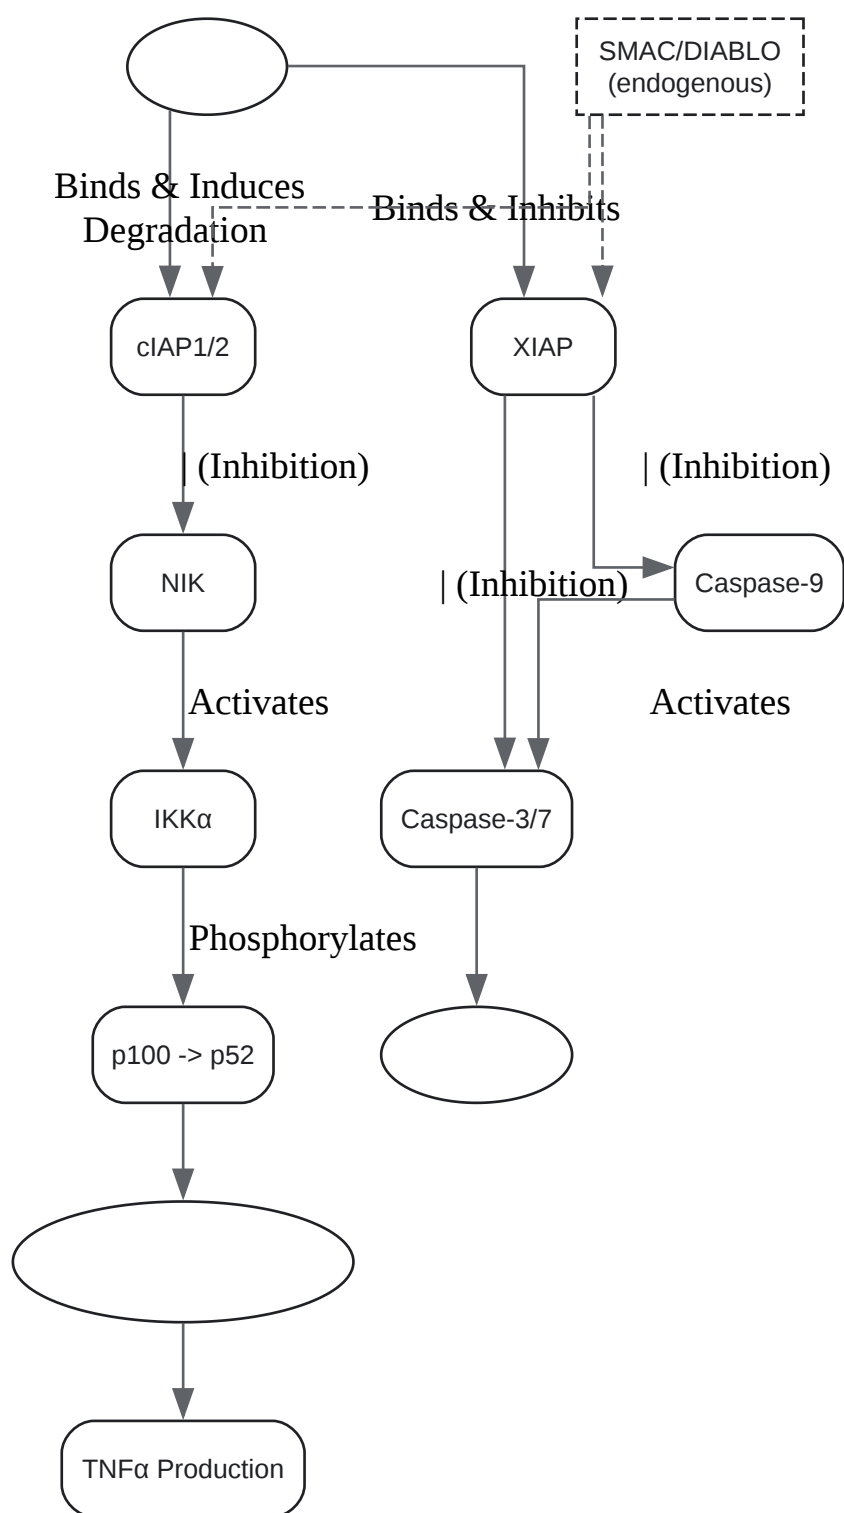 SMAC/DIABLO
(endogenous)
Binds & Induces
Degradation
Binds & Inhibits
cIAP1/2
XIAP
| (Inhibition)
| (Inhibition)
NIK
| (Inhibition)
Caspase-9
Activates
Activates
IKKα
Caspase-3/7
Phosphorylates
p100 -> p52
TNFα Production